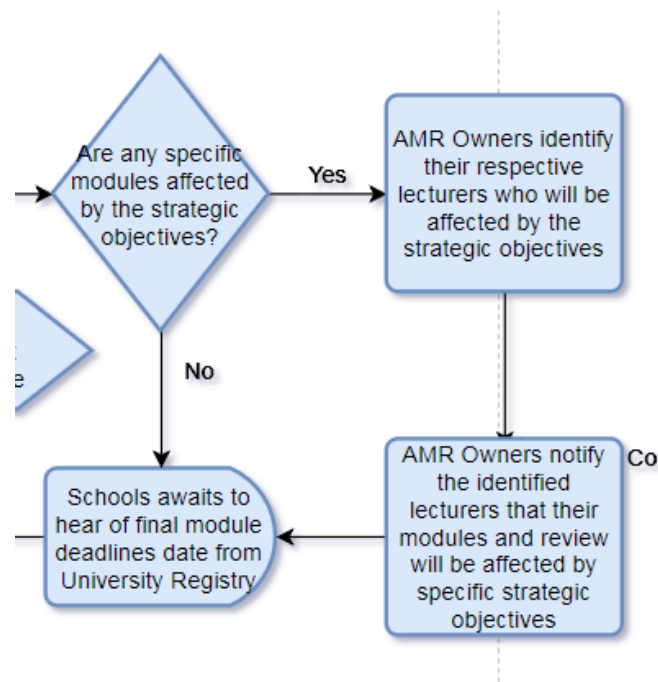 Are any specific
modules affected
by the strategic
objectives?
Yes
AMR Owners identify
their respective
lecturers who will be
affected by the
strategic objectives
No
Schools awaits to
hear of final module
deadlines date from
University Registry
AMR Owners notify
the identified
lecturers that their
modules and review
will be affected by
specific strategic
objectives
Co